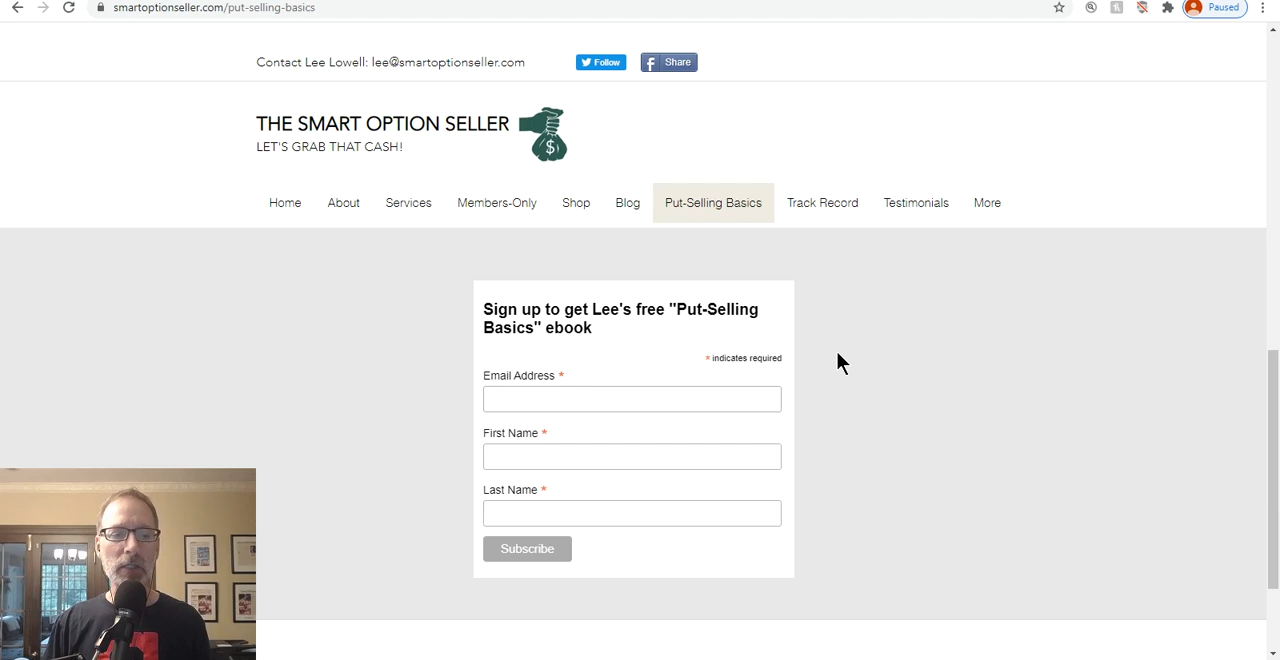 smartoptionseller.com/put-selling-basics
Paused
Contact Lee Lowell: lee@smartoptionseller.com
Follow
Share
THE SMART OPTION SELLER
$
LET'S GRAB THAT CASH!
Home About Services Members-Only Shop Blog Put-Selling Basics Track Record Testimonials More
Sign up to get Lee's free "Put-Selling
Basics" ebook
* indicates required
Email Address *
First Name *
Last Name *
Subscribe